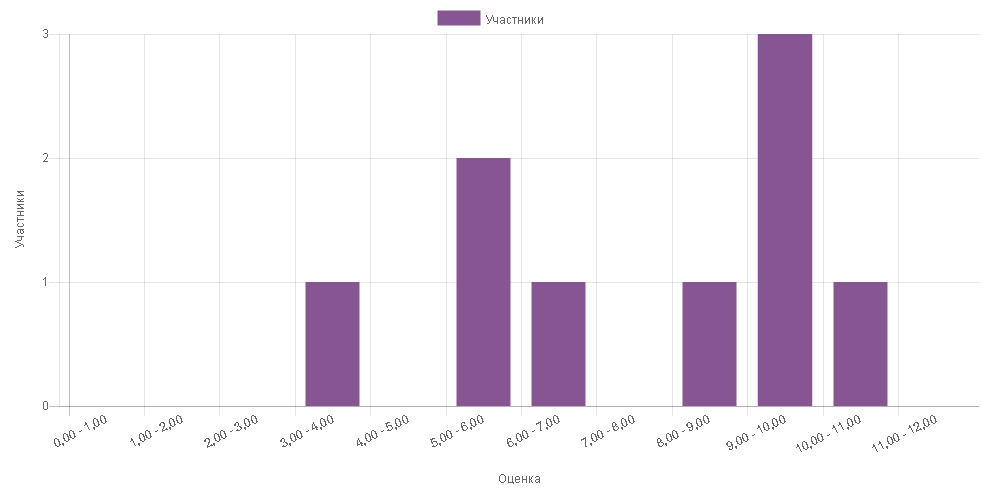 Участники
3
2
1
0
Участники
0,00 - 1,00
1,00 - 2,00
2,00 - 3,00
3,00 - 4,00
4,00 - 5,00
5,00 - 6,00
6,00 - 7,00
7,00 - 8,00
8,00 - 9,00
9,00 - 10,00
10,00 - 11,00
11,00 - 12,00
Оценка